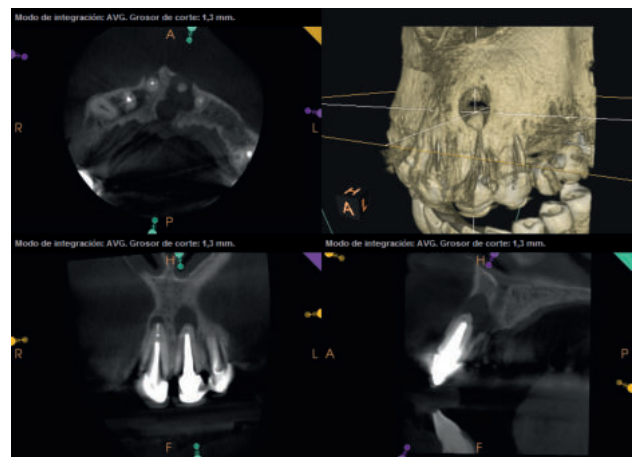 Modo de integración: AVG. Grosor de corte: 1,3 mm.
A
R
L
P
A
Modo de integración: AVG. Grosor de corte: 1,3 mm.
H
R
L
F
Modo de integración: AVG. Grosor de corte: 1,3 mm.
H
A
P
F